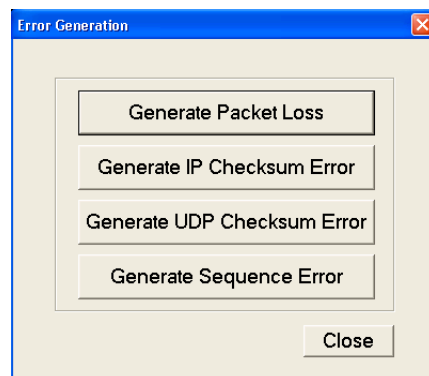 Error Generation
Generate Packet Loss
Generate IP Checksum Error
Generate UDP Checksum Error
Generate Sequence Error
Close